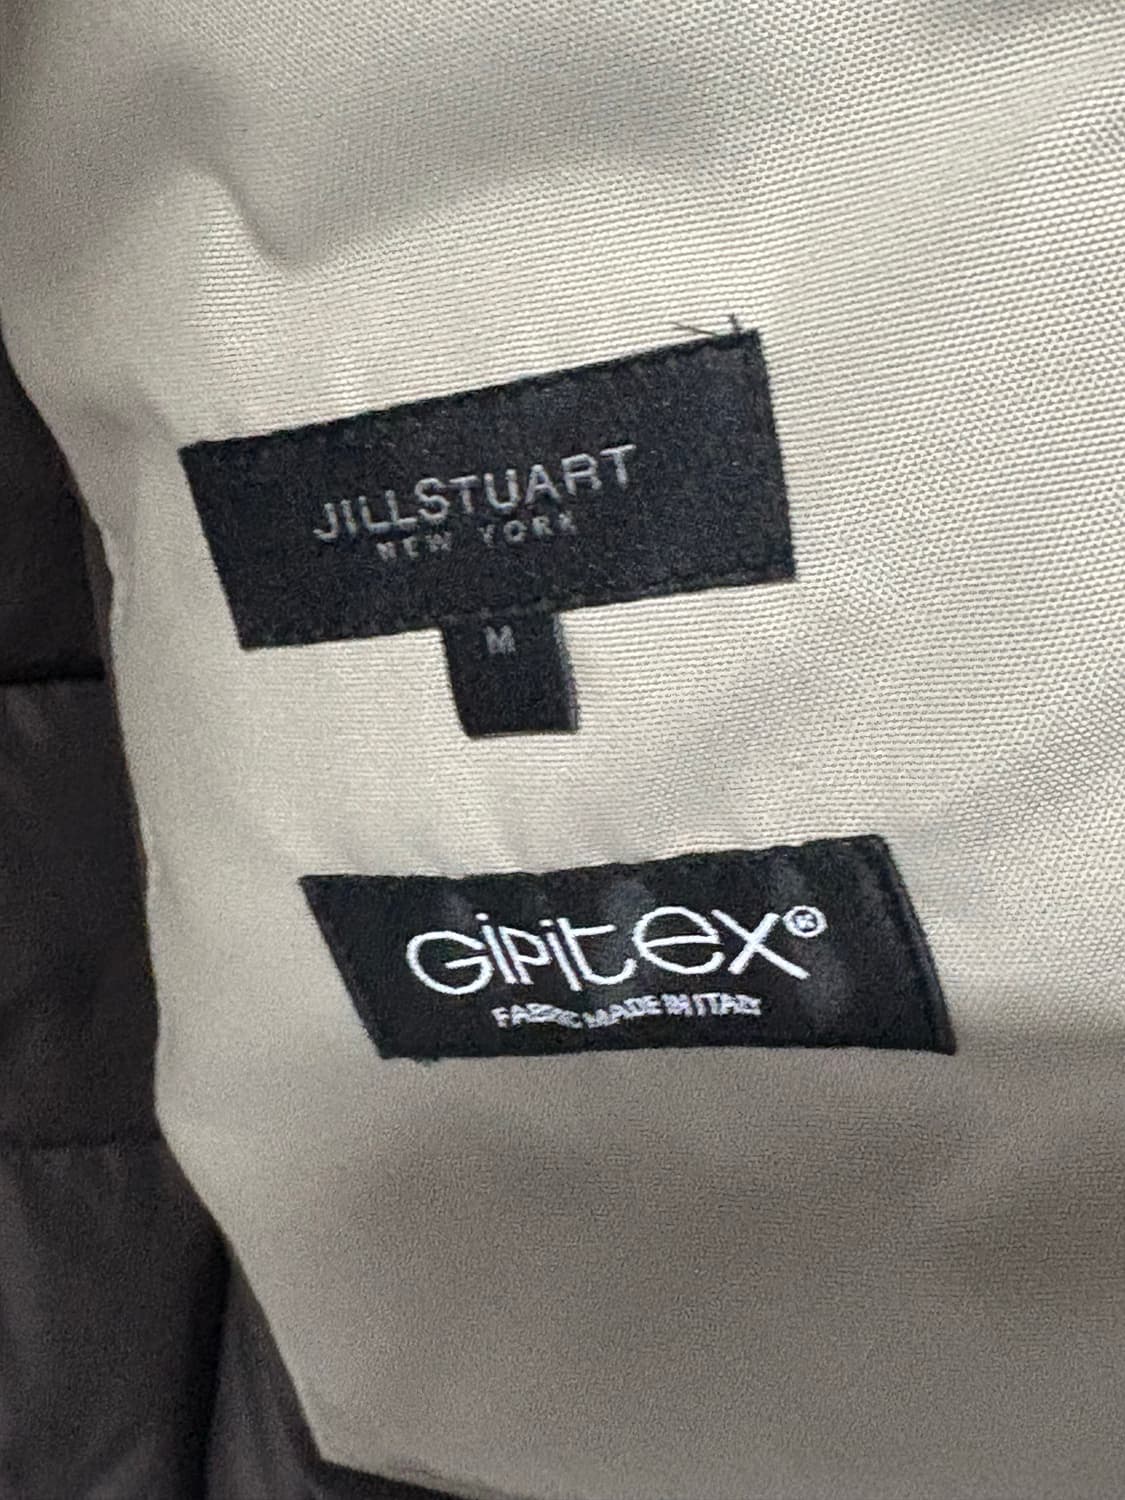 JILLSTUART
NEW YORK
M
GiPitex®
FABRIC MADE IN ITALY